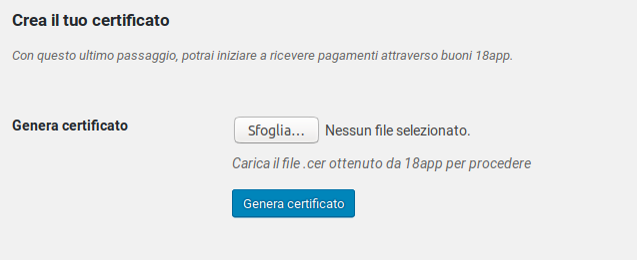 Crea il tuo certificato
Con questo ultimo passaggio, potrai iniziare a ricevere pagamenti attraverso buoni 18app.
Genera certificato
Sfoglia... Nessun file selezionato.
Carica il file .cer ottenuto da 18app per procedere
Genera certificato